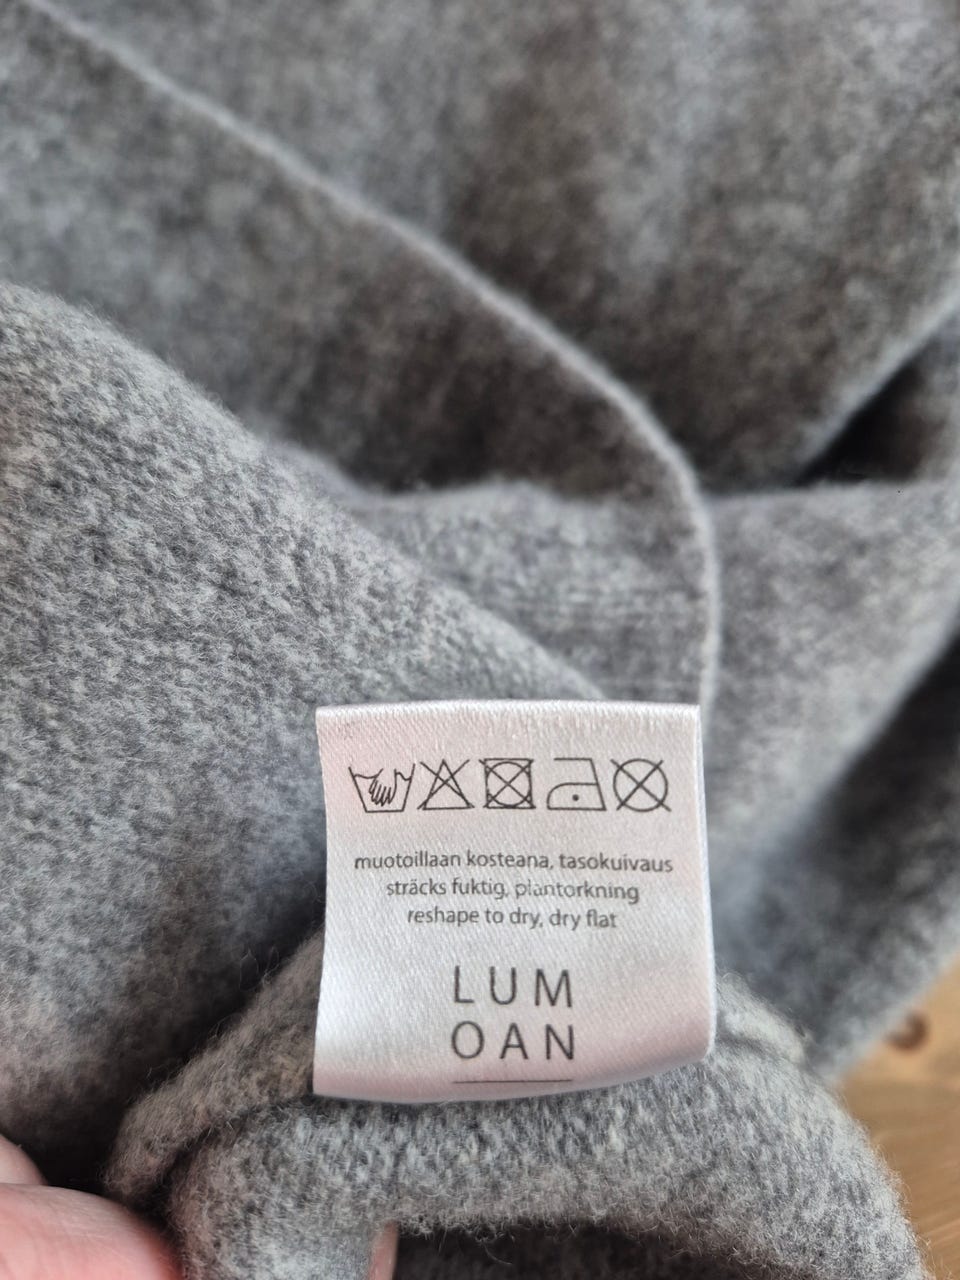 muotoillaan kosteana, tasokuivaus
sträcks fuktig, plantorkning
reshape to dry, dry flat
LUM
OAN